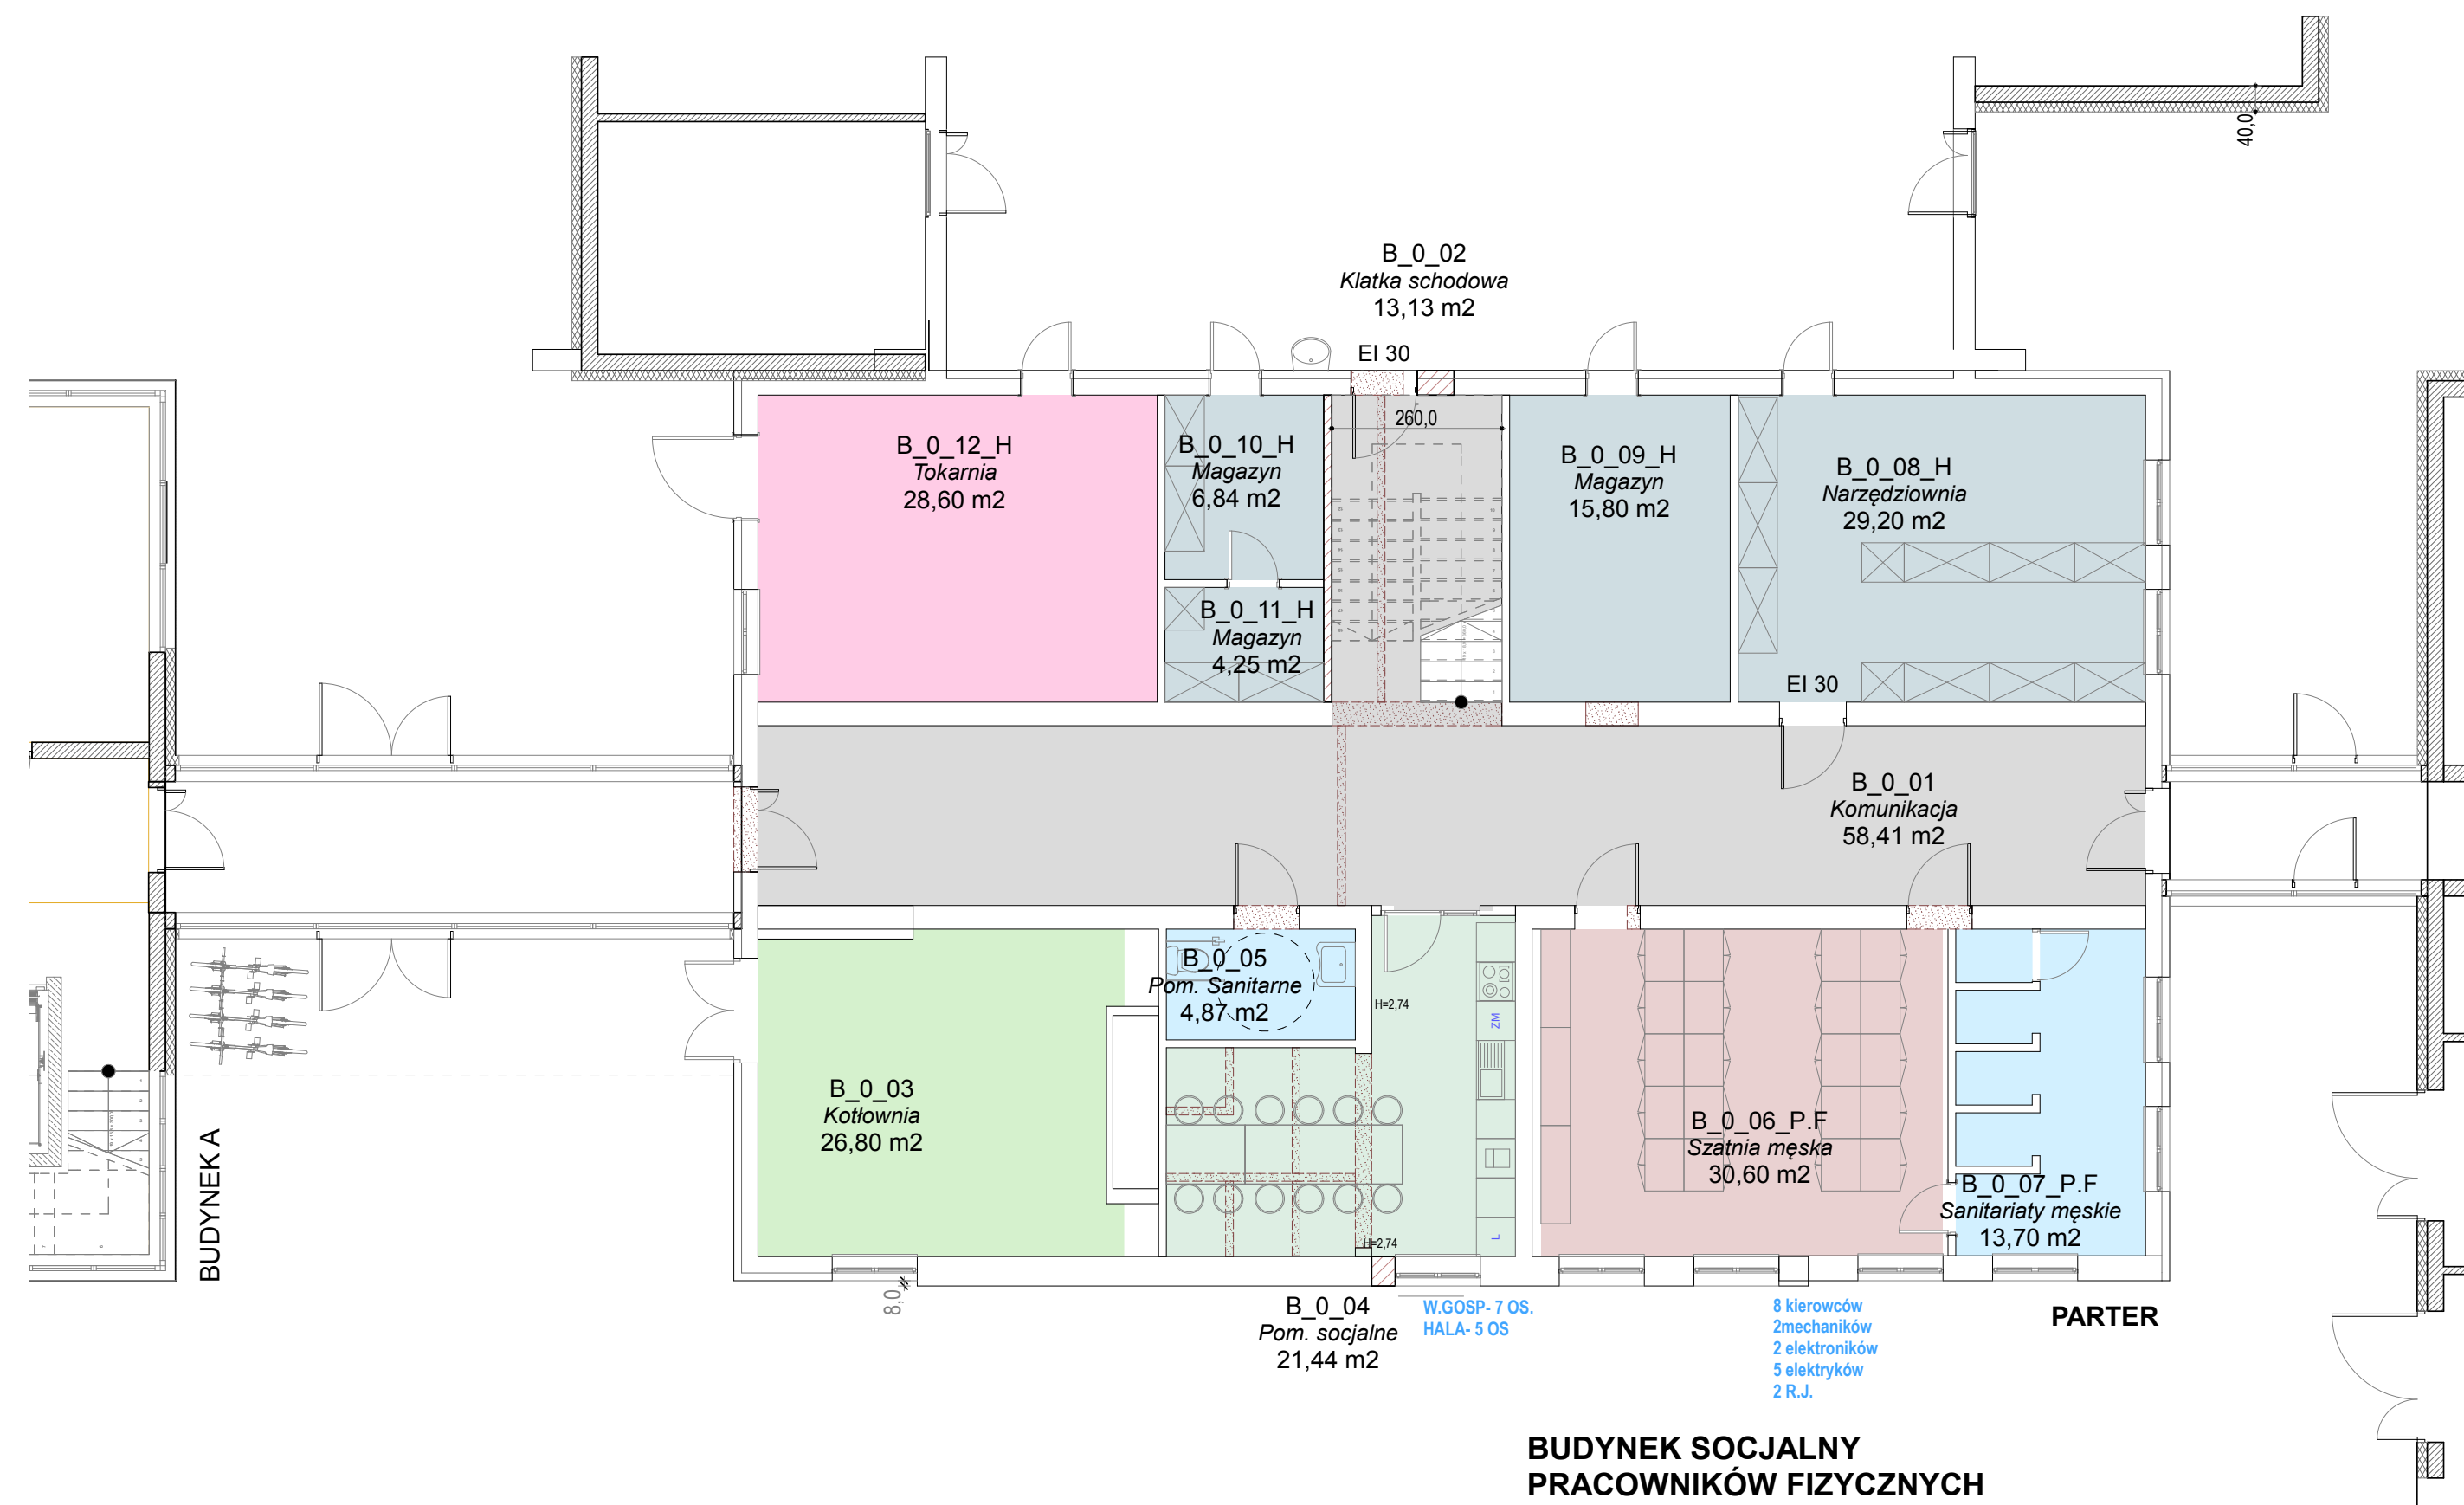 40,0
B_0_02
Klatka schodowa
13,13 m2
EI 30
260,0
B_0_12_H
Tokarnia
28,60 m2
B_0_10_H
Magazyn
6,84 m2
B_0_09_H
Magazyn
15,80 m2
B_0_08_H
Narzędziownia
29,20 m2
B_0_11_H
Magazyn
4,25 m2
EI 30
B_0_01
Komunikacja
58,41 m2
B_0_05
Pom. Sanitarne
4,87 m2
H=2,74
ZM
B_0_03
Kotłownia
26,80 m2
B_0_06_P.F
Szatnia męska
30,60 m2
B_0_07_P.F
Sanitariaty męskie
13,70 m2
H=2,74
L
BUDYNEK A
8,0
B_0_04
Pom. socjalne
21,44 m2
W.GOSP- 7 OS.
HALA- 5 OS
8 kierowców
2mechaników
2 elektroników
5 elektryków
2 R.J.
PARTER
BUDYNEK SOCJALNY
PRACOWNIKÓW FIZYCZNYCH